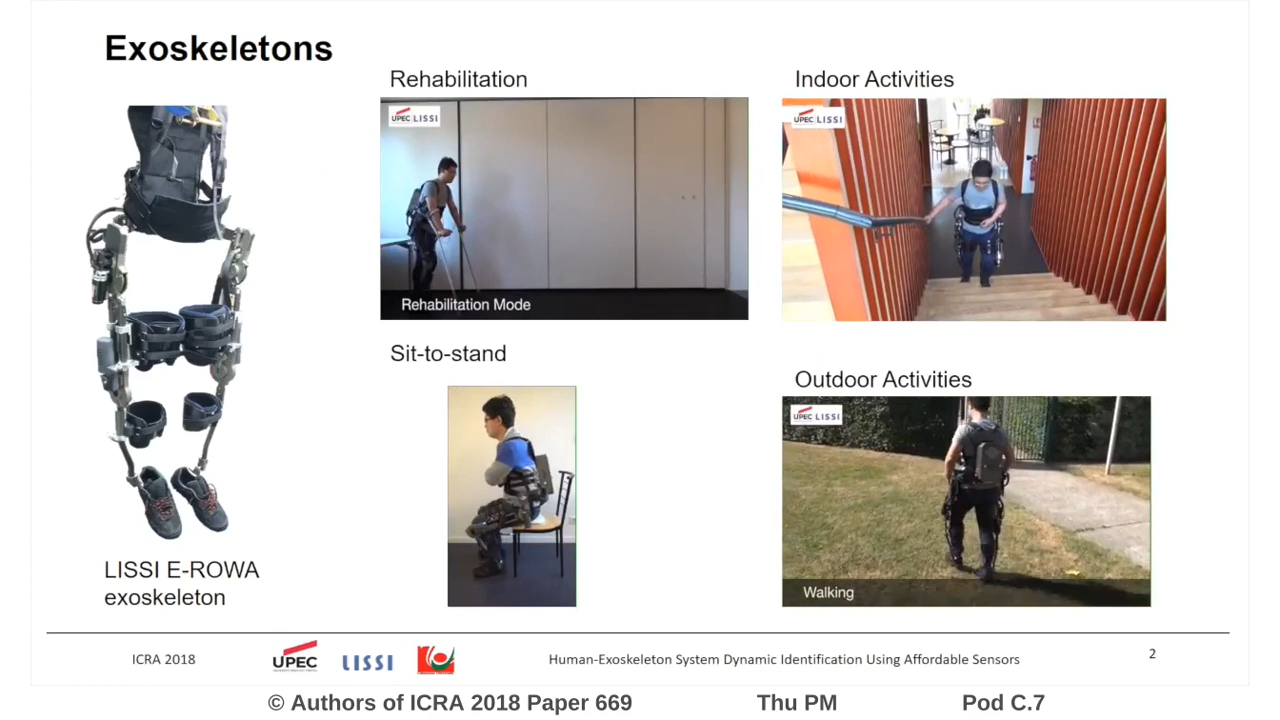 Exoskeletons
Rehabilitation
UPEC LISSI
Rehabilitation Mode
Indoor Activities
UPEC LISSI
Sit-to-stand
Outdoor Activities
UPEC LISSI
Walking
LISSI E-ROWA
exoskeleton
ICRA 2018
UPEC
LISSI
Human-Exoskeleton System Dynamic Identification Using Affordable Sensors
2
© Authors of ICRA 2018 Paper 669
Thu PM
Pod C.7